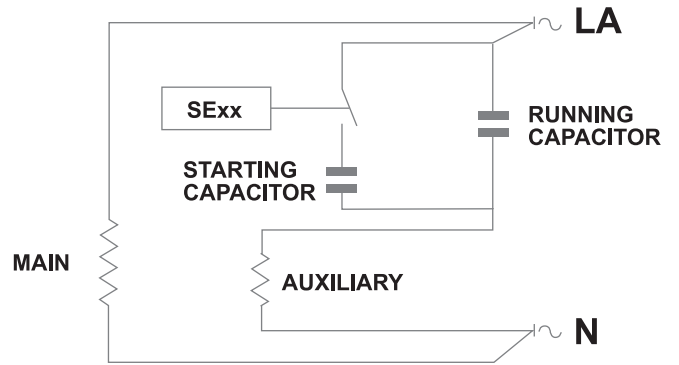 LA
SExx
RUNNING
CAPACITOR
STARTING
CAPACITOR
MAIN
AUXILIARY
N